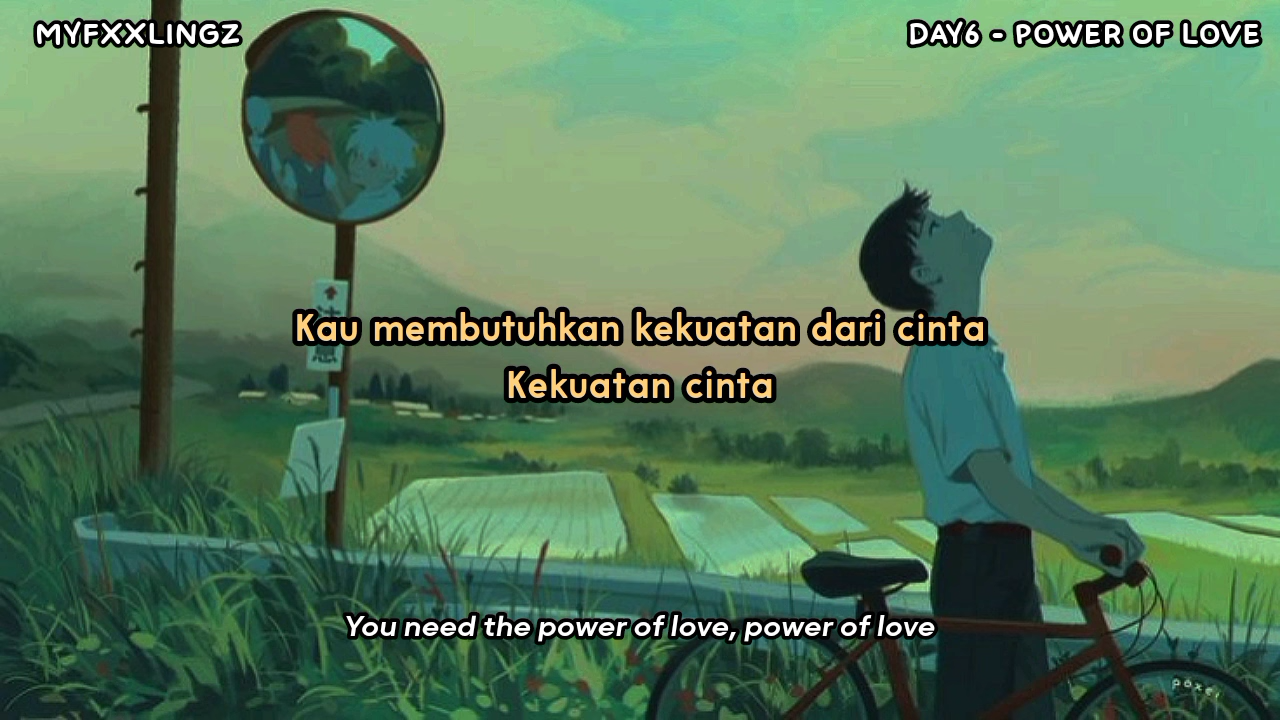 MYFXXLINGZ
DAY6 - POWER OF LOVE
Kau membutuhkan kekuatan dari cinta
Kekuatan cinta
You need the power of love, power of love
poxei